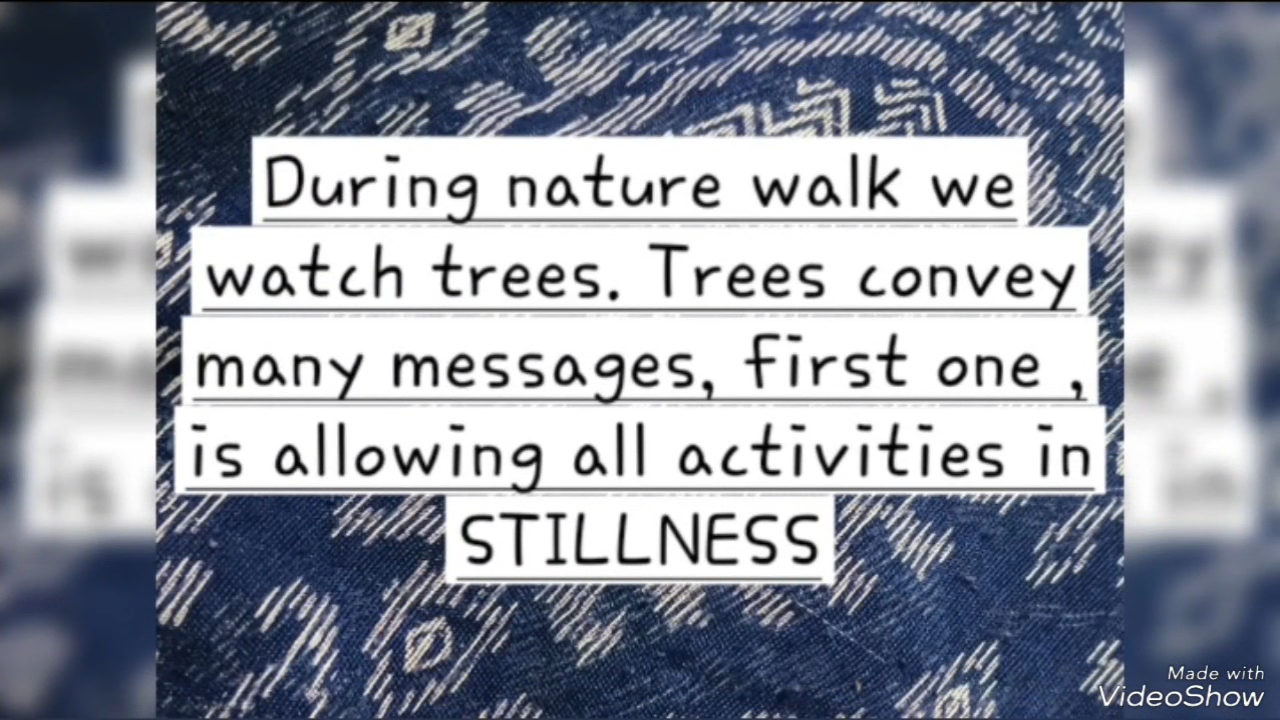 During nature walk we
watch trees. Trees convey
many messages, first one ,
is allowing all activities in
STILLNESS
Made with
VideoShow